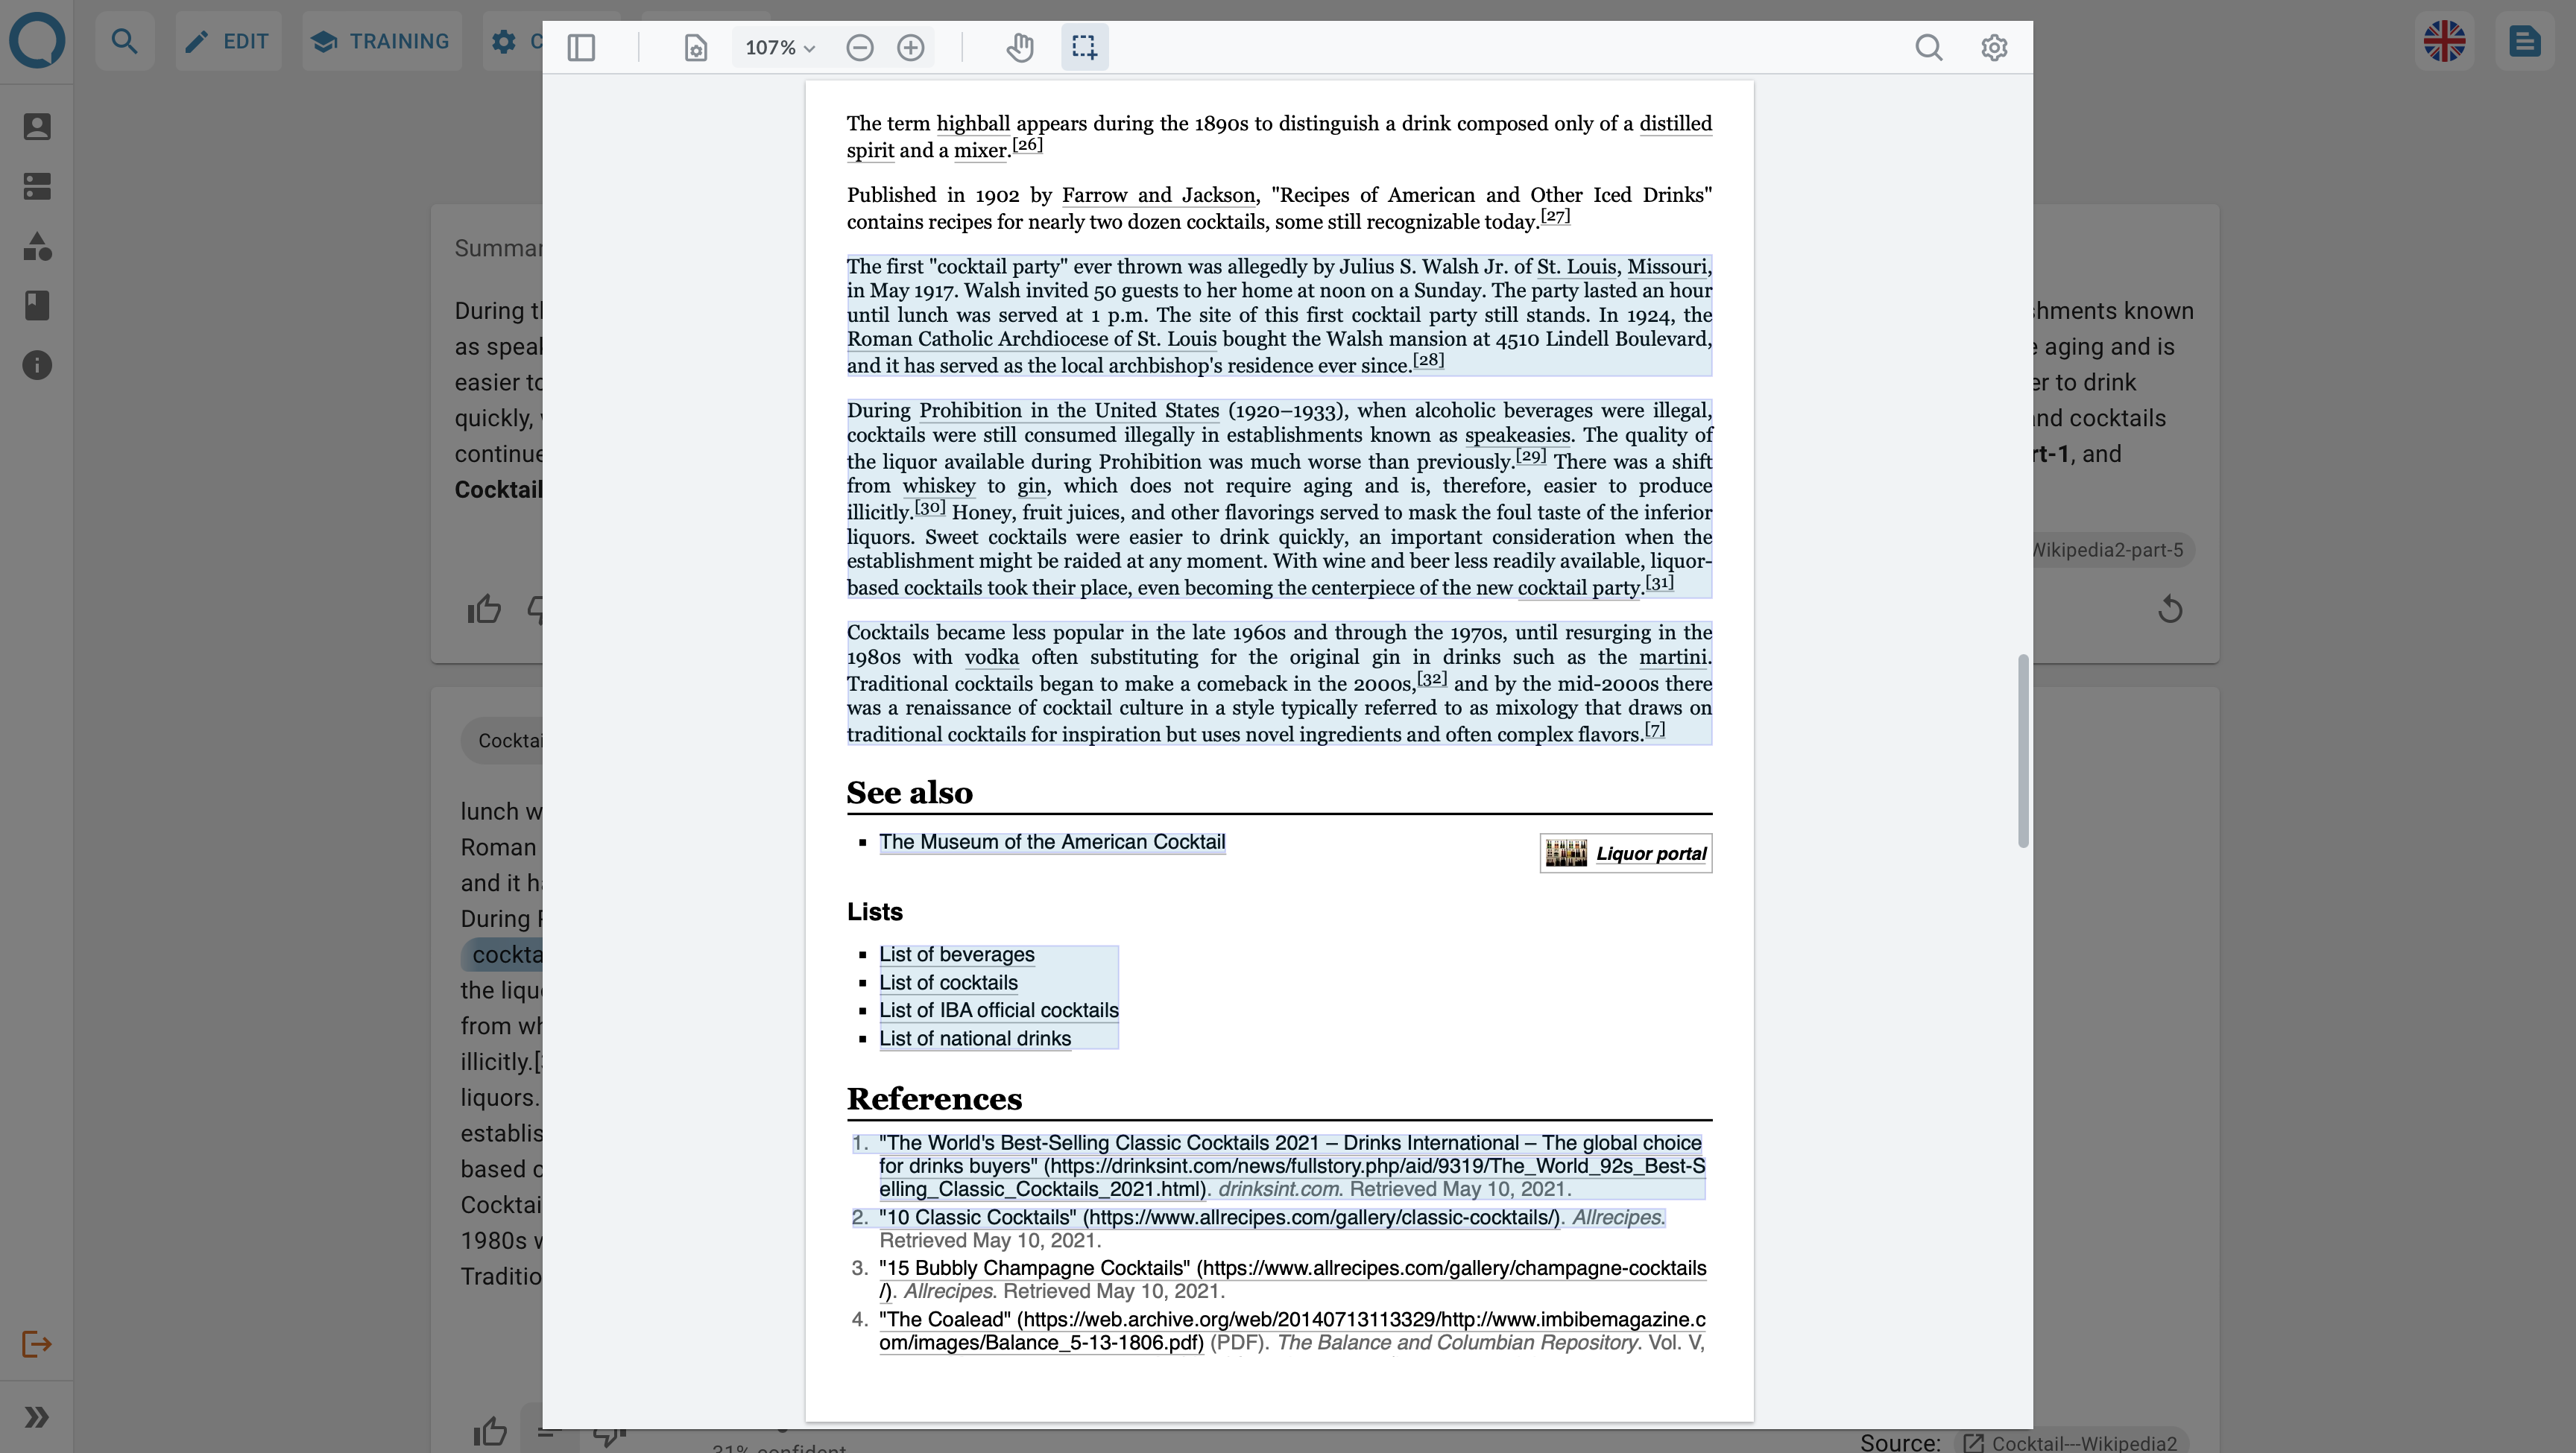 EDIT
TRAINING
107%
The term highball appears during the 1890s to distinguish a drink composed only of a distilled
spirit and a mixer.[26]
Published in 1902 by Farrow and Jackson, "Recipes of American and Other Iced Drinks"
contains recipes for nearly two dozen cocktails, some still recognizable today.[27]
The first "cocktail party" ever thrown was allegedly by Julius S. Walsh Jr. of St. Louis, Missouri,
in May 1917. Walsh invited 50 guests to her home at noon on a Sunday. The party lasted an hour
until lunch was served at 1 p.m. The site of this first cocktail party still stands. In 1924, the
Roman Catholic Archdiocese of St. Louis bought the Walsh mansion at 4510 Lindell Boulevard,
and it has served as the local archbishop's residence ever since.[28]
During Prohibition in the United States (1920–1933), when alcoholic beverages were illegal,
cocktails were still consumed illegally in establishments known as speakeasies. The quality of
the liquor available during Prohibition was much worse than previously.[29] There was a shift
from whiskey to gin, which does not require aging and is, therefore, easier to produce
illicitly.[30] Honey, fruit juices, and other flavorings served to mask the foul taste of the inferior
liquors. Sweet cocktails were easier to drink quickly, an important consideration when the
establishment might be raided at any moment. With wine and beer less readily available, liquor-
based cocktails took their place, even becoming the centerpiece of the new cocktail party.[31]
Cocktails became less popular in the late 1960s and through the 1970s, until resurging in the
1980s with vodka often substituting for the original gin in drinks such as the martini.
Traditional cocktails began to make a comeback in the 2000s,[32] and by the mid-2000s there
was a renaissance of cocktail culture in a style typically referred to as mixology that draws on
traditional cocktails for inspiration but uses novel ingredients and often complex flavors.[7]
See also
The Museum of the American Cocktail
Liquor portal
Lists
List of beverages
List of cocktails
List of IBA official cocktails
List of national drinks
References
1. "The World's Best-Selling Classic Cocktails 2021 – Drinks International – The global choice
for drinks buyers" (https://drinksint.com/news/fullstory.php/aid/9319/The_World_92s_Best-S
elling_Classic_Cocktails_2021.html). drinksint.com. Retrieved May 10, 2021.
2. "10 Classic Cocktails" (https://www.allrecipes.com/gallery/classic-cocktails/). Allrecipes.
Retrieved May 10, 2021.
3. "15 Bubbly Champagne Cocktails" (https://www.allrecipes.com/gallery/champagne-cocktails
/). Allrecipes. Retrieved May 10, 2021.
4. "The Coalead" (https://web.archive.org/web/20140713113329/http://www.imbibemagazine.c
om/images/Balance_5-13-1806.pdf) (PDF). The Balance and Columbian Repository. Vol. V,
During
as
easier to
quickly,
Cocktail
lunch
Roman
and it
During
the
from
illicitly.
liquors.
based
1980s
known
aging and is
to drink
and cocktails
rt-1, and
Wikipedia2-part-5
31% confident
Source: Cocktail---Wikipedia2